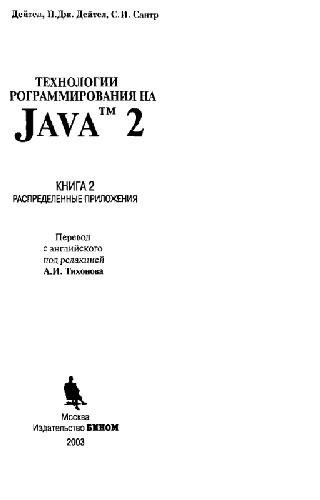 Дейтел, П.Дж. Дейтел, С.И. Сантр
ТЕХНОЛОГИИ
РОГРАММИРОВАНИЯ НА
JAVA™ 2
КНИГА 2
РАСПРЕДЕЛЕННЫЕ ПРИЛОЖЕНИЯ
Перевод
с английского
под редакцией
А.И. Тихонова
Москва
Издательство БИНОМ
2003